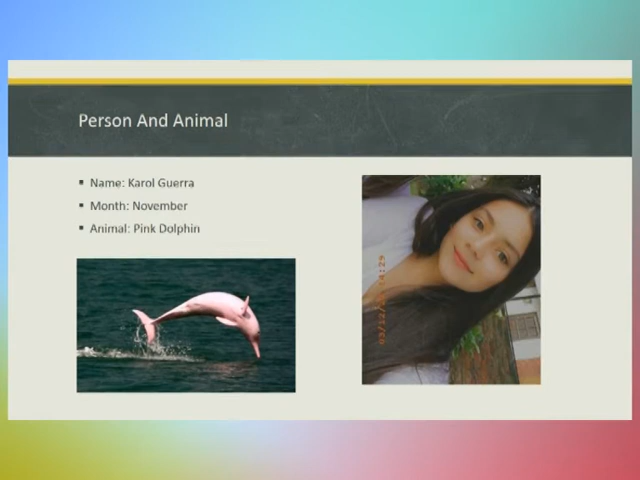 Person And Animal
Name: Karol Guerra
Month: November
Animal: Pink Dolphin